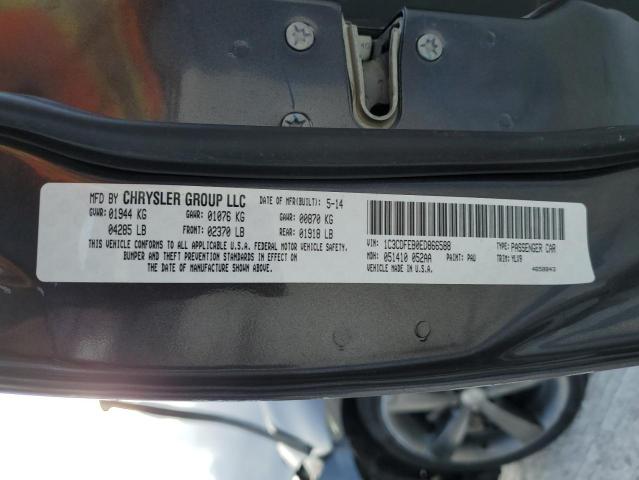 MFD BY CHRYSLER GROUP LLC DATE OF MFR(BUILT): 5-14
GVWR: 01944 KG GAWR: 01076 KG GAWR: 00870 KG
04285 LB FRONT: 02370 LB REAR: 01918 LB
THIS VEHICLE CONFORMS TO ALL APPLICABLE U.S.A. FEDERAL MOTOR VEHICLE SAFETY,
BUMPER AND THEFT PREVENTION STANDARDS IN EFFECT ON
THE DATE OF MANUFACTURE SHOWN ABOVE.
1C3CDFEB0ED866588 TYPE: PASSENGER CAR
MDH: 051410 052AA PAINT: PAU TRIM: HLV9
MADE IN U.S.A. 4650843